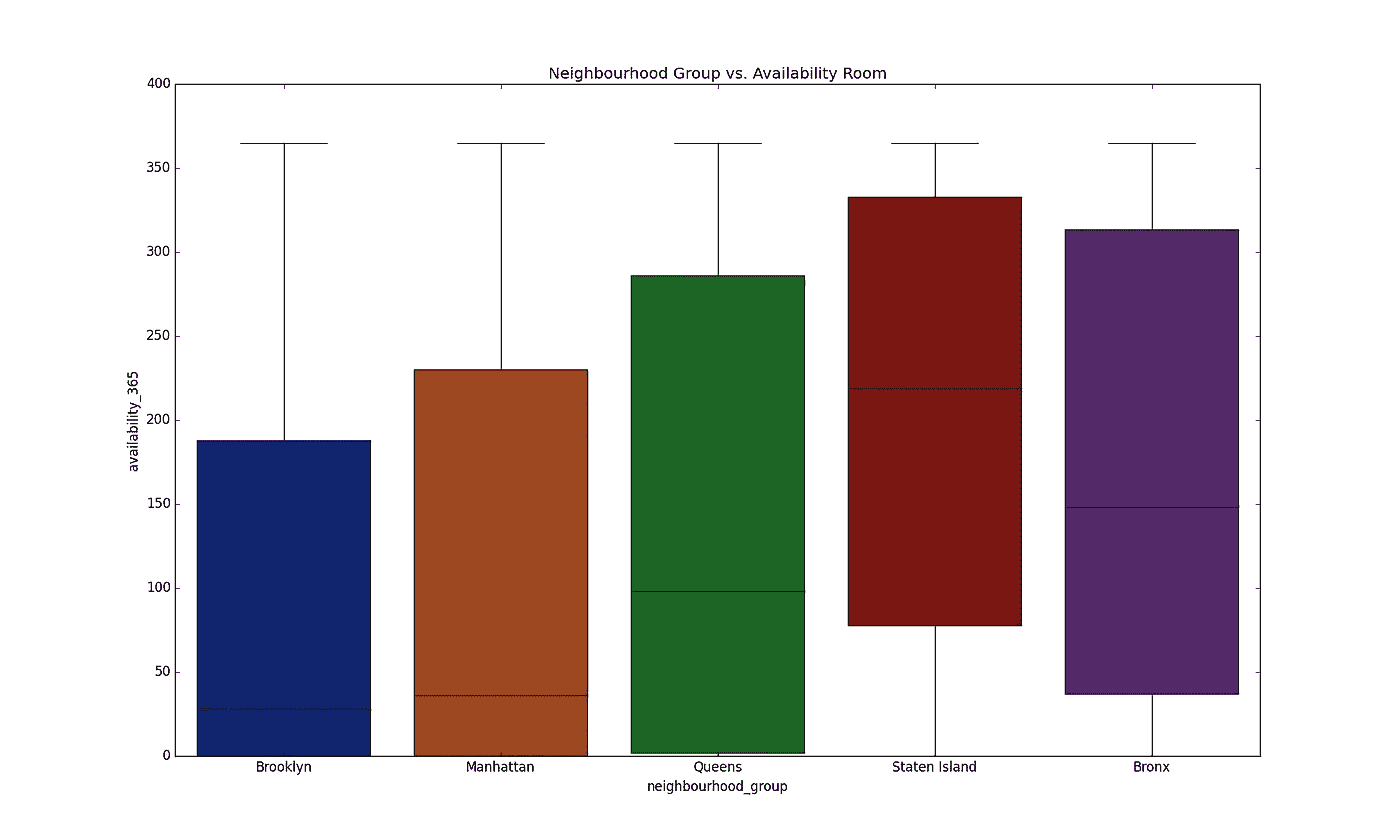 Neighbourhood Group vs. Availability Room
400
350
300
250
200
150
100
50
0
availability_365
Brooklyn Manhattan Queens Staten Island Bronx
neighbourhood_group